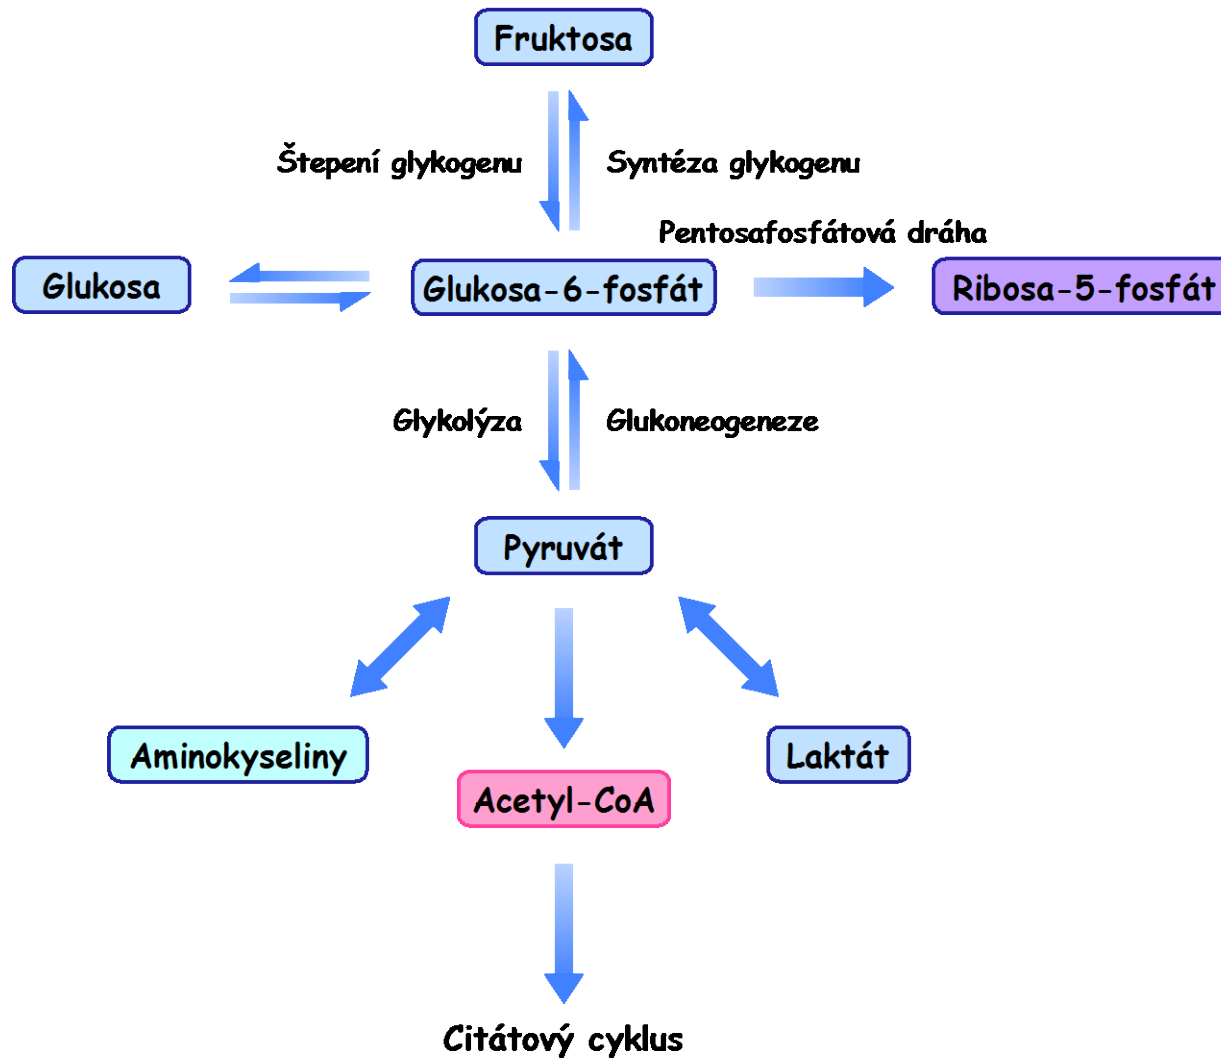 Fruktosa
Štepení glykogenu
Syntéza glykogenu
Pentosafosfátová dráha
Glukosa
Glukosa-6-fosfát
Ribosa-5-fosfát
Glykolýza
Glukoneogeneze
Pyruvát
Aminokyseliny
Laktát
Acetyl-CoA
Citátový cyklus